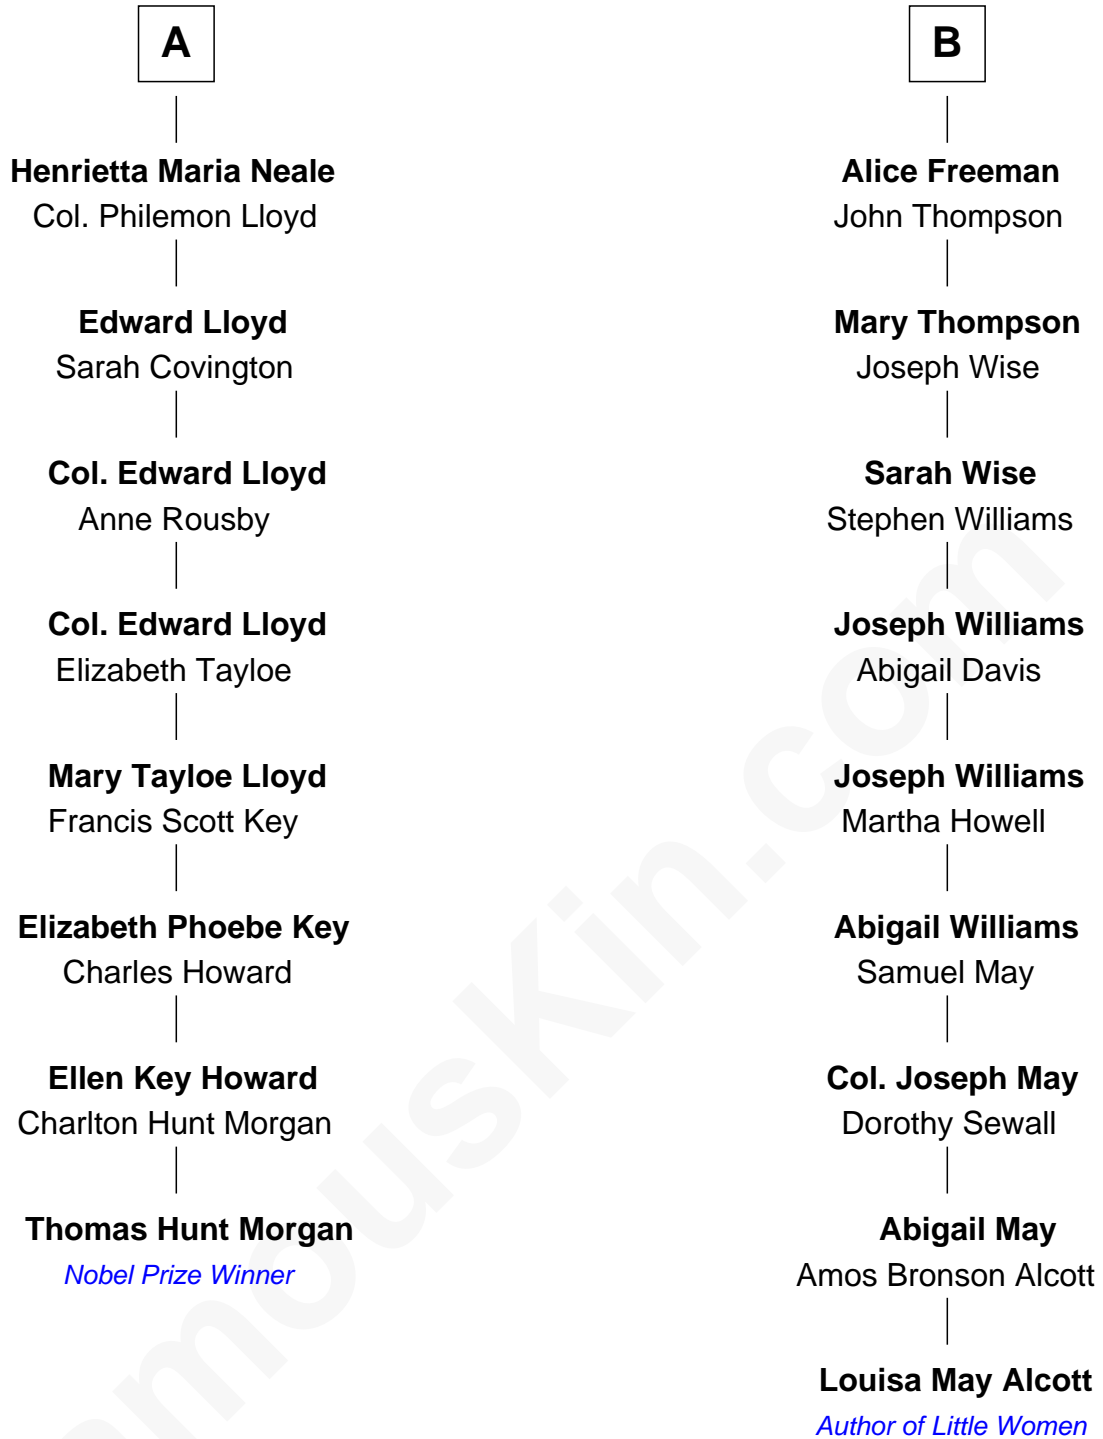 A
Henrietta Maria Neale
Col. Philemon Lloyd
Edward Lloyd
Sarah Covington
Col. Edward Lloyd
Anne Rousby
Col. Edward Lloyd
Elizabeth Tayloe
Mary Tayloe Lloyd
Francis Scott Key
Elizabeth Phoebe Key
Charles Howard
Ellen Key Howard
Charlton Hunt Morgan
Thomas Hunt Morgan
Nobel Prize Winner
B
Alice Freeman
John Thompson
Mary Thompson
Joseph Wise
Sarah Wise
Stephen Williams
Joseph Williams
Abigail Davis
Joseph Williams
Martha Howell
Abigail Williams
Samuel May
Col. Joseph May
Dorothy Sewall
Abigail May
Amos Bronson Alcott
Louisa May Alcott
Author of Little Women
amouskin.com